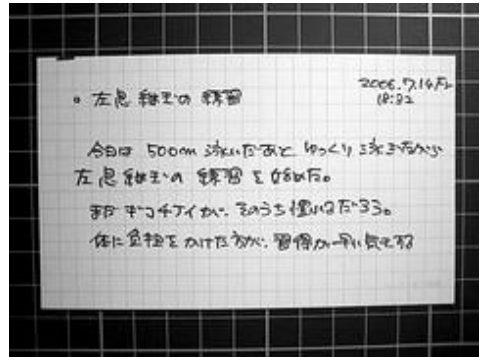 。左息継ぎの練習
2006.7.14 Fr
18:32
今日は 500m 泳いだあと ゆっくり 泳ぎながら
左息継ぎの 練習を始めた。
まだ ギコチナイが、そのうち慣れるだろう。
体に負担をかけた方が、習得が早い気がする